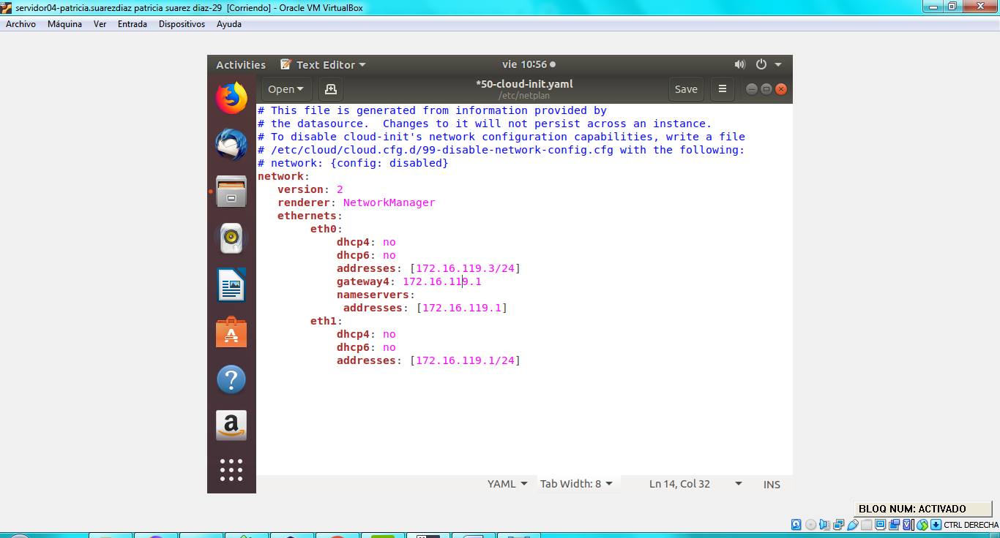 servidor04-patricia.suarezdiaz patricia suarez diaz-29 [Corriendo] - Oracle VM VirtualBox
Archivo Máquina Ver Entrada Dispositivos Ayuda
Activities Text Editor vie 10:56
Open *50-cloud-init.yaml Save
/etc/netplan
# This file is generated from information provided by
# the datasource.  Changes to it will not persist across an instance.
# To disable cloud-init's network configuration capabilities, write a file
# /etc/cloud/cloud.cfg.d/99-disable-network-config.cfg with the following:
# network: {config: disabled}
network:
   version: 2
   renderer: NetworkManager
   ethernets:
        eth0:
            dhcp4: no
            dhcp6: no
            addresses: [172.16.119.3/24]
            gateway4: 172.16.119.1
            nameservers:
             addresses: [172.16.119.1]
        eth1:
            dhcp4: no
            dhcp6: no
            addresses: [172.16.119.1/24]
YAML Tab Width: 8 Ln 14, Col 32 INS
BLOQ NUM: ACTIVADO
CTRL DERECHA